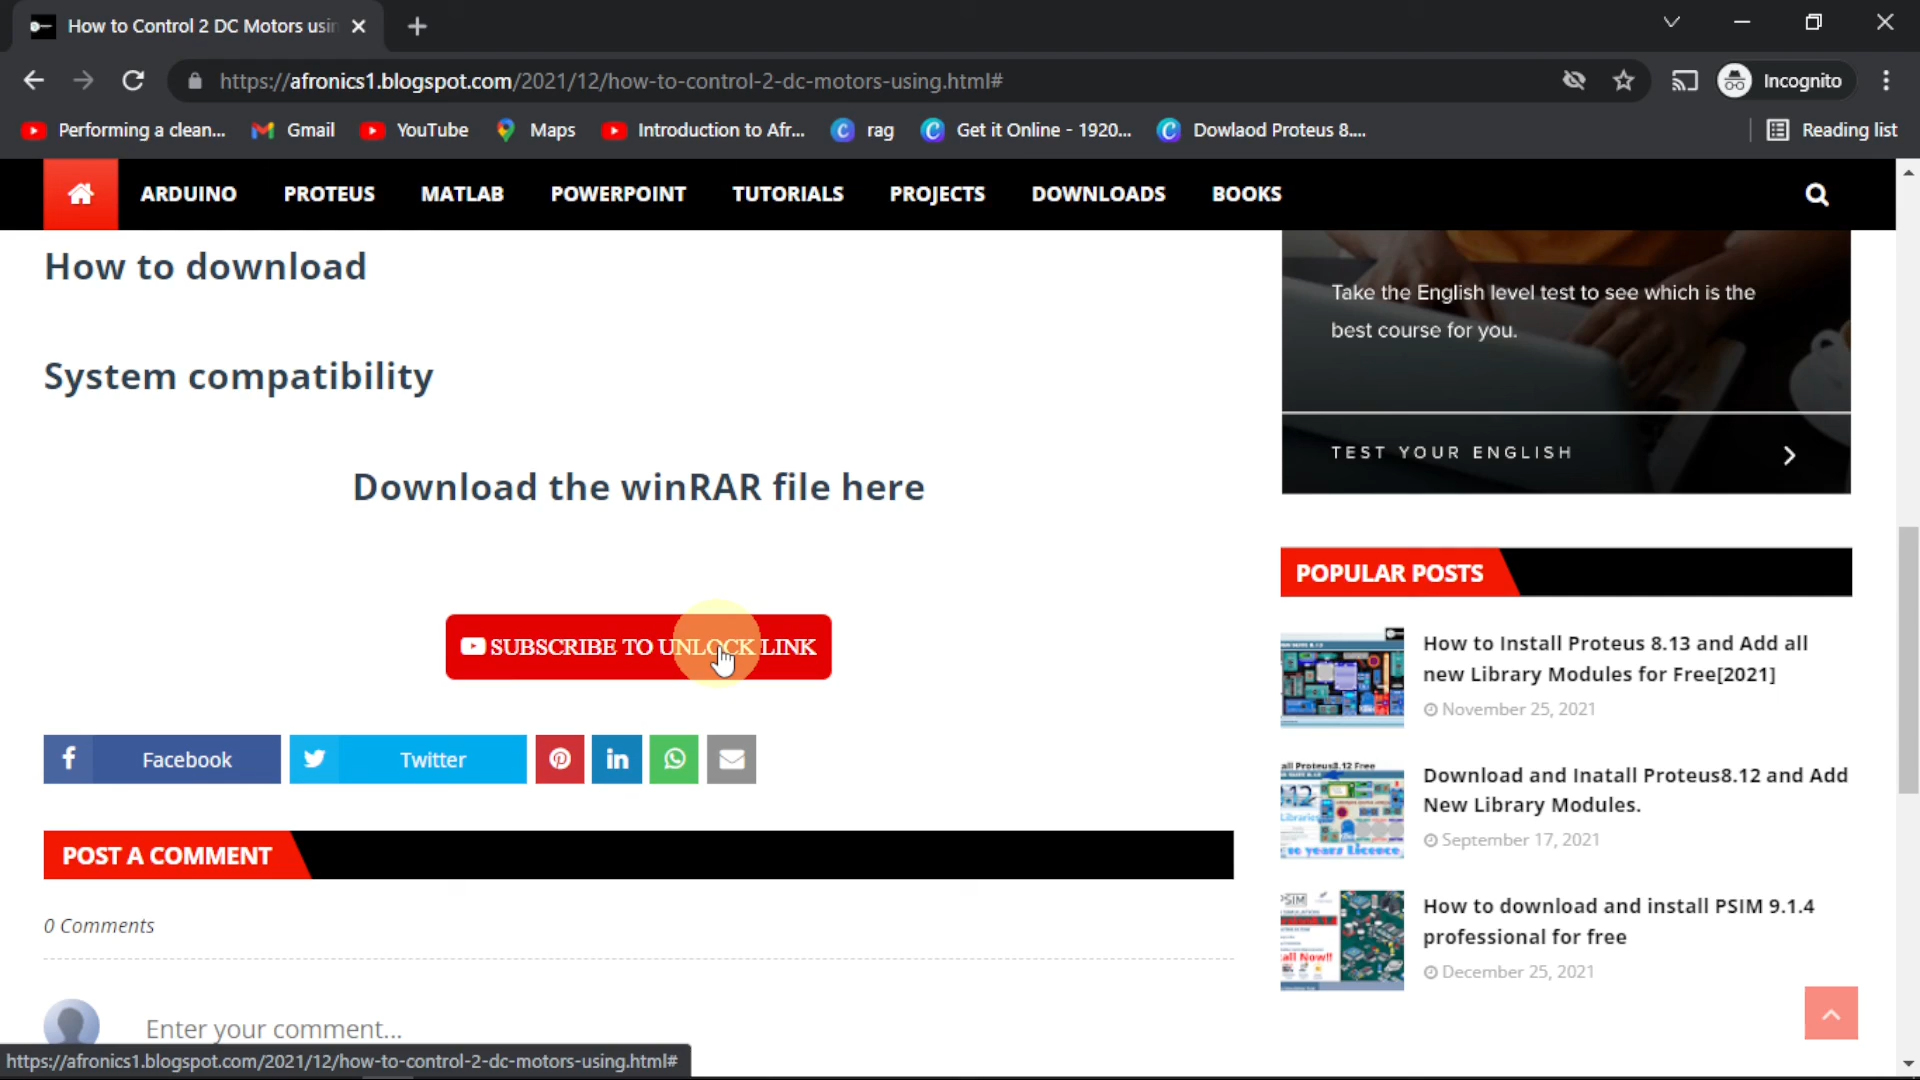 How to Control 2 DC Motors usin
https://afronics1.blogspot.com/2021/12/how-to-control-2-dc-motors-using.html#
Incognito
Performing a clean...
Gmail
YouTube
Maps
Introduction to Afr...
rag
Get it Online - 1920...
Dowlaod Proteus 8....
Reading list
ARDUINO
PROTEUS
MATLAB
POWERPOINT
TUTORIALS
PROJECTS
DOWNLOADS
BOOKS
How to download
System compatibility
Download the winRAR file here
SUBSCRIBE TO UNLOCK LINK
Facebook
Twitter
POST A COMMENT
0 Comments
Enter your comment...
https://afronics1.blogspot.com/2021/12/how-to-control-2-dc-motors-using.html#
Take the English level test to see which is the
best course for you.
TEST YOUR ENGLISH
POPULAR POSTS
How to Install Proteus 8.13 and Add all
new Library Modules for Free[2021]
November 25, 2021
Download and Inatall Proteus8.12 and Add
New Library Modules.
September 17, 2021
How to download and install PSIM 9.1.4
professional for free
December 25, 2021